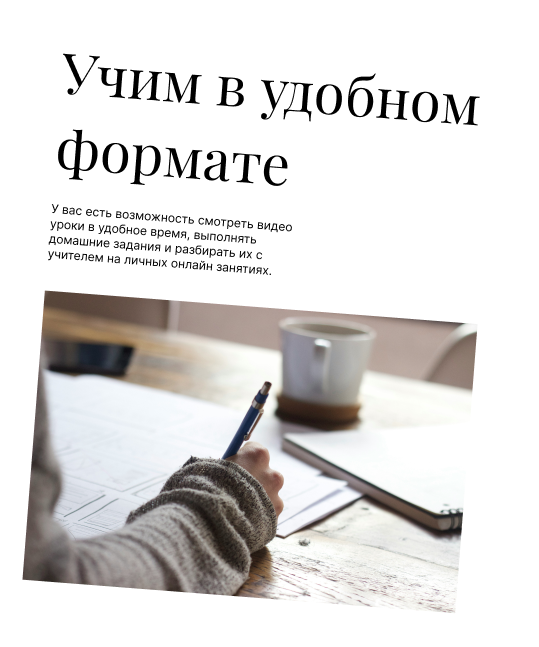 Учим в удобном
формате
У вас есть возможность смотреть видео
уроки в удобное время, выполнять
домашние задания и разбирать их с
учителем на личных онлайн занятиях.